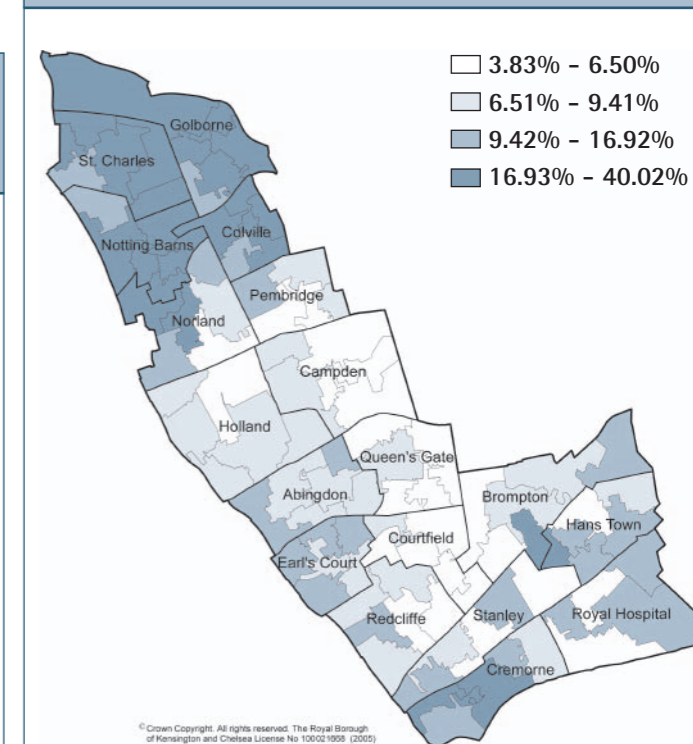 3.83% - 6.50%
6.51% - 9.41%
9.42% - 16.92%
16.93% - 40.02%
Golborne
St. Charles
Colville
Notting Barns
Pembridge
Norland
Campden
Holland
Queen's Gate
Abingdon
Brompton
Hans Town
Courtfield
Earl's Court
Redcliffe
Stanley
Royal Hospital
Cremorne
© Crown Copyright. All rights reserved. The Royal Borough
of Kensington and Chelsea License No 100021668 (2005)